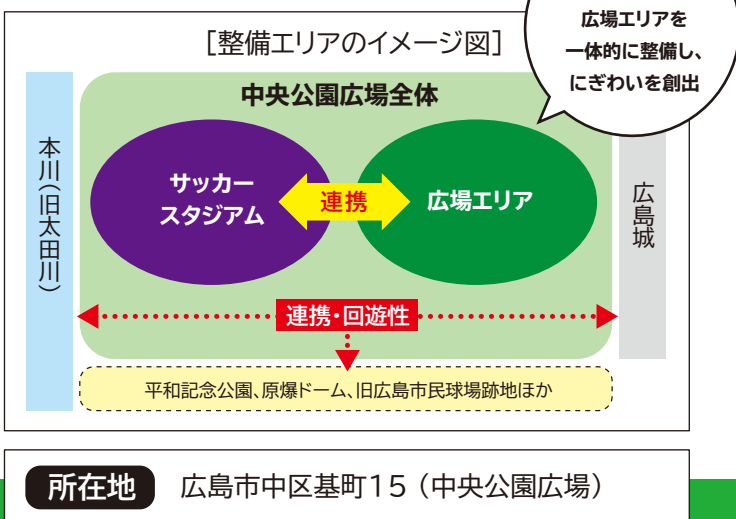 広場エリアを
一体的に整備し、
にぎわいを創出
[整備エリアのイメージ図]
中央公園広場全体
本川(旧太田川)
サッカー
スタジアム
連携
広場エリア
広島城
連携・回遊性
平和記念公園、原爆ドーム、旧広島市民球場跡地ほか
所在地 広島市中区基町15(中央公園広場)